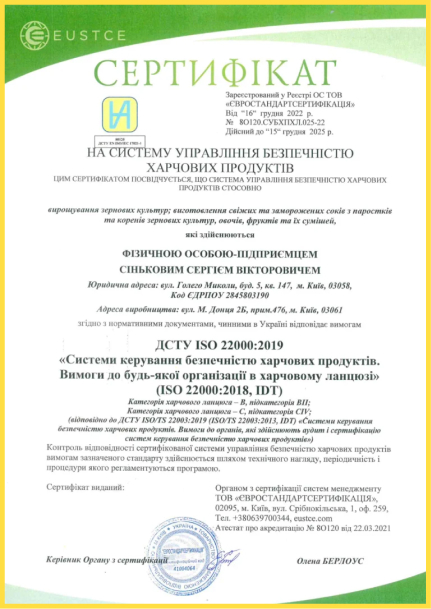 EUSTCE
СЕРТИФІКАТ
Зареєстрований у Реєстрі ОС ТОВ
«ЄВРОСТАНДАРТСЕРТИФІКАЦІЯ»
Від "16" грудня 2022 р.
№ 8О120.СУБХПХЛ.025-22
Дійсний до "15" грудня 2025 р.
НА СИСТЕМУ УПРАВЛІННЯ БЕЗПЕЧНІСТЮ
ХАРЧОВИХ ПРОДУКТІВ
ЦИМ СЕРТИФІКАТОМ ПОСВІДЧУЄТЬСЯ, ЩО СИСТЕМА УПРАВЛІННЯ БЕЗПЕЧНІСТЮ ХАРЧОВИХ
ПРОДУКТІВ СТОСОВНО
вирощування зернових культур; виготовлення свіжих та заморожених соків з паростків
та коренів зернових культур, овочів, фруктів та їх сумішей,
які здійснюються
ФІЗИЧНОЮ ОСОБОЮ-ПІДПРИЄМЦЕМ
СІНЬКОВИМ СЕРГІЄМ ВІКТОРОВИЧЕМ
Юридична адреса: вул. Голего Миколи, буд. 5, кв. 147, м. Київ, 03058,
Код ЄДРПОУ 2845803190
Адреса виробництва: вул. М. Донця 2Б, прим.476, м. Київ, 03061
згідно з нормативними документами, чинними в Україні відповідає вимогам
ДСТУ ISO 22000:2019
«Системи керування безпечністю харчових продуктів.
Вимоги до будь-якої організації в харчовому ланцюзі»
(ISO 22000:2018, IDT)
Категорія харчового ланцюга – В, підкатегорія ВІІ;
Категорія харчового ланцюга – С, підкатегорія СІV;
(відповідно до ДСТУ ISO/TS 22003:2019 (ISO/TS 22003:2013, IDT) «Системи керування
безпечністю харчових продуктів. Вимоги до органів, які здійснюють аудит і сертифікацію
систем керування безпечністю харчових продуктів»)
Контроль відповідності сертифікованої системи управління безпечністю харчових продуктів
вимогам зазначеного стандарту здійснюється шляхом технічного нагляду, періодичність і
процедури якого регламентуються програмою.
Сертифікат виданий:
Органом з сертифікації систем менеджменту
ТОВ «ЄВРОСТАНДАРТСЕРТИФІКАЦІЯ»,
02095, м. Київ, вул. Срібнокільська, 1, оф. 259,
Тел. +380639700344, eustce.com
Атестат про акредитацію № 8О120 від 22.03.2021
Керівник Органу з сертифікації
Олена БЕРЛОУС